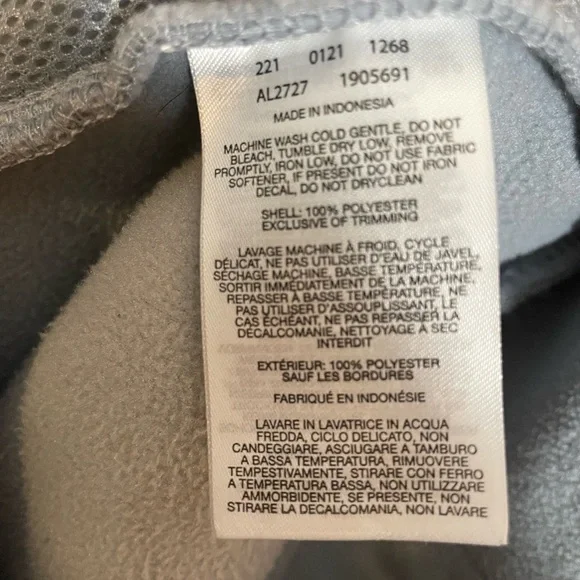 221 0121 1268
AL2727 1905691
MADE IN INDONESIA
MACHINE WASH COLD GENTLE, DO NOT
BLEACH, TUMBLE DRY LOW, REMOVE
PROMPTLY, IRON LOW, DO NOT USE FABRIC
SOFTENER, IF PRESENT DO NOT IRON
DECAL, DO NOT DRYCLEAN
SHELL: 100% POLYESTER
EXCLUSIVE OF TRIMMING
LAVAGE MACHINE À FROID, CYCLE
DÉLICAT, NE PAS UTILISER D'EAU DE JAVEL,
SÉCHAGE MACHINE, BASSE TEMPÉRATURE,
SORTIR IMMÉDIATEMENT DE LA MACHINE,
REPASSER À BASSE TEMPÉRATURE, NE
PAS UTILISER D'ASSOUPLISSANT, LE
CAS ÉCHÉANT, NE PAS REPASSER LA
DÉCALCOMANIE, NETTOYAGE A SEC
INTERDIT
EXTÉRIEUR: 100% POLYESTER
SAUF LES BORDURES
FABRIQUÉ EN INDONÉSIE
LAVARE IN LAVATRICE IN ACQUA
FREDDA, CICLO DELICATO, NON
CANDEGGIARE, ASCIUGARE A TAMBURO
A BASSA TEMPERATURA, RIMUOVERE
TEMPESTIVAMENTE, STIRARE CON FERRO
A TEMPERATURA BASSA, NON UTILIZZARE
AMMORBIDENTE, SE PRESENTE, NON
STIRARE LA DECALCOMANIA, NON LAVARE